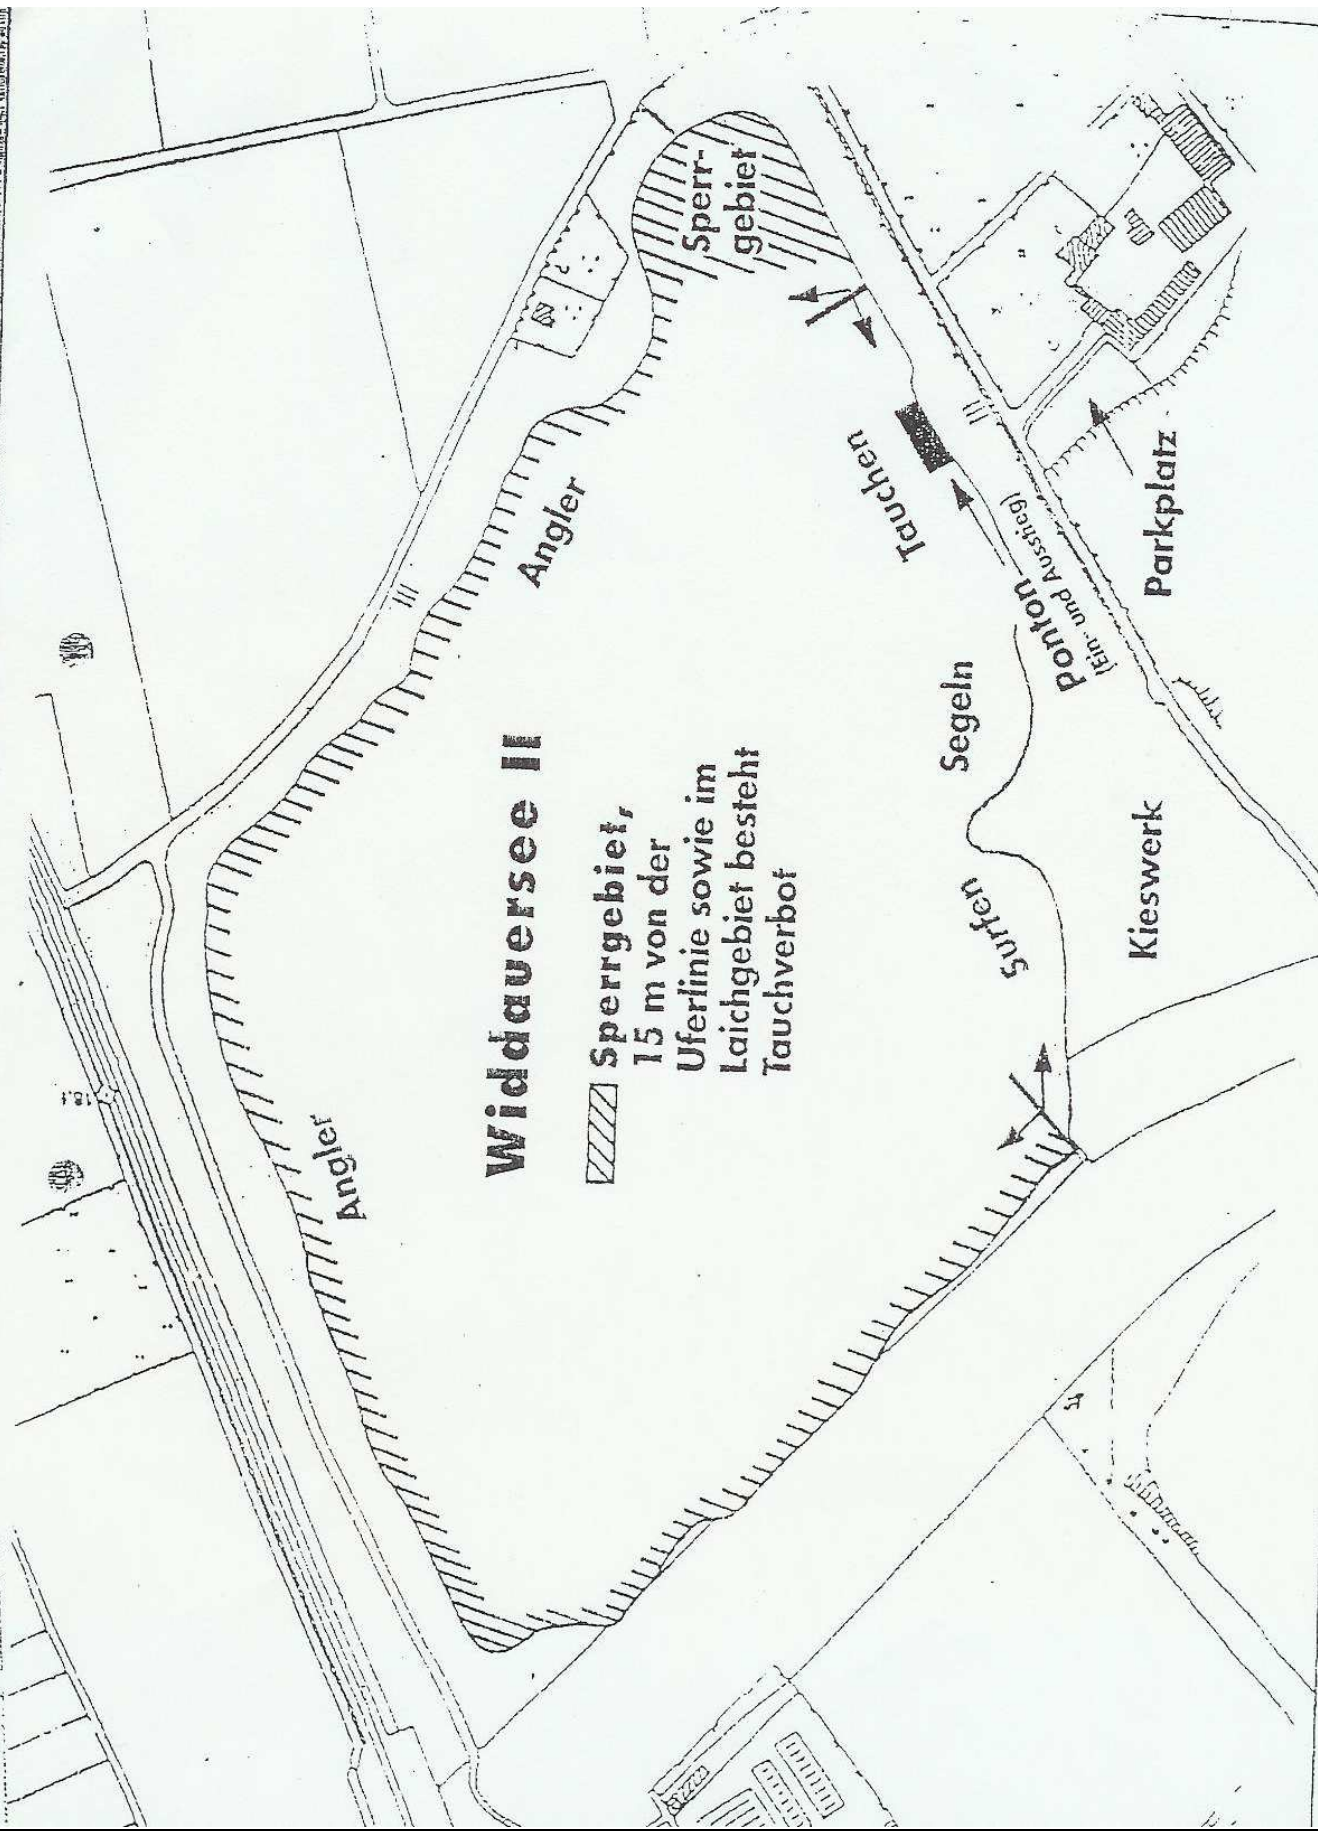 Widdauersee II
Sperrgebiet,
15 m von der
Uferlinie sowie im
Laichgebiet besteht
Tauchverbot
Angler
Angler
Sperr-
gebiet
Tauchen
Segeln
Surfen
Ponton
(Ein- und Ausstieg)
Parkplatz
Kieswerk